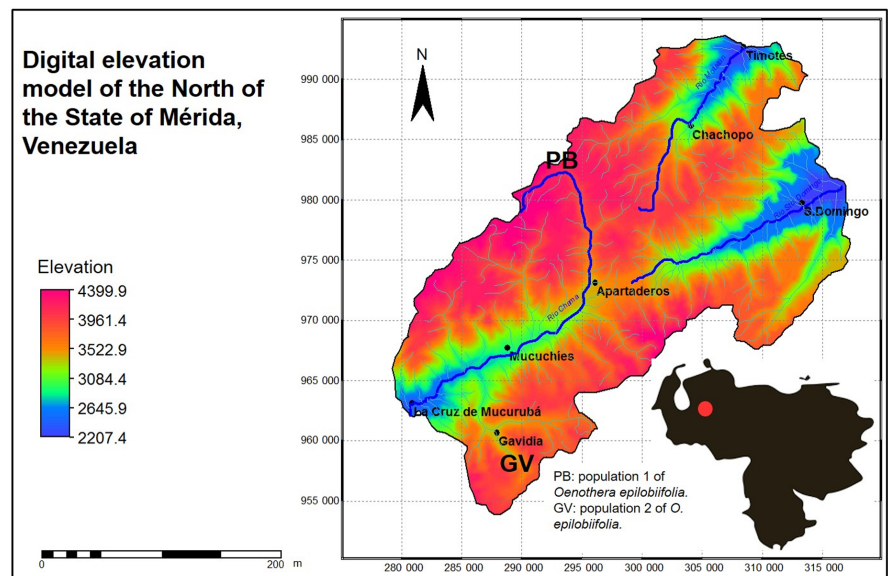 Digital elevation
model of the North of
the State of Mérida,
Venezuela
N
Elevation
4399.9
3961.4
3522.9
3084.4
2645.9
2207.4
0
200
m
990 000
985 000
980 000
975 000
970 000
965 000
960 000
955 000
280 000
285 000
290 000
295 000
300 000
305 000
310 000
315 000
Timotes
Chachopo
PB
S.Domingo
Apartaderos
Río Chama
Mucuchies
La Cruz de Mucurubá
Gavidia
GV
PB: population 1 of
Oenothera epilobiifolia.
GV: population 2 of O.
epilobiifolia.